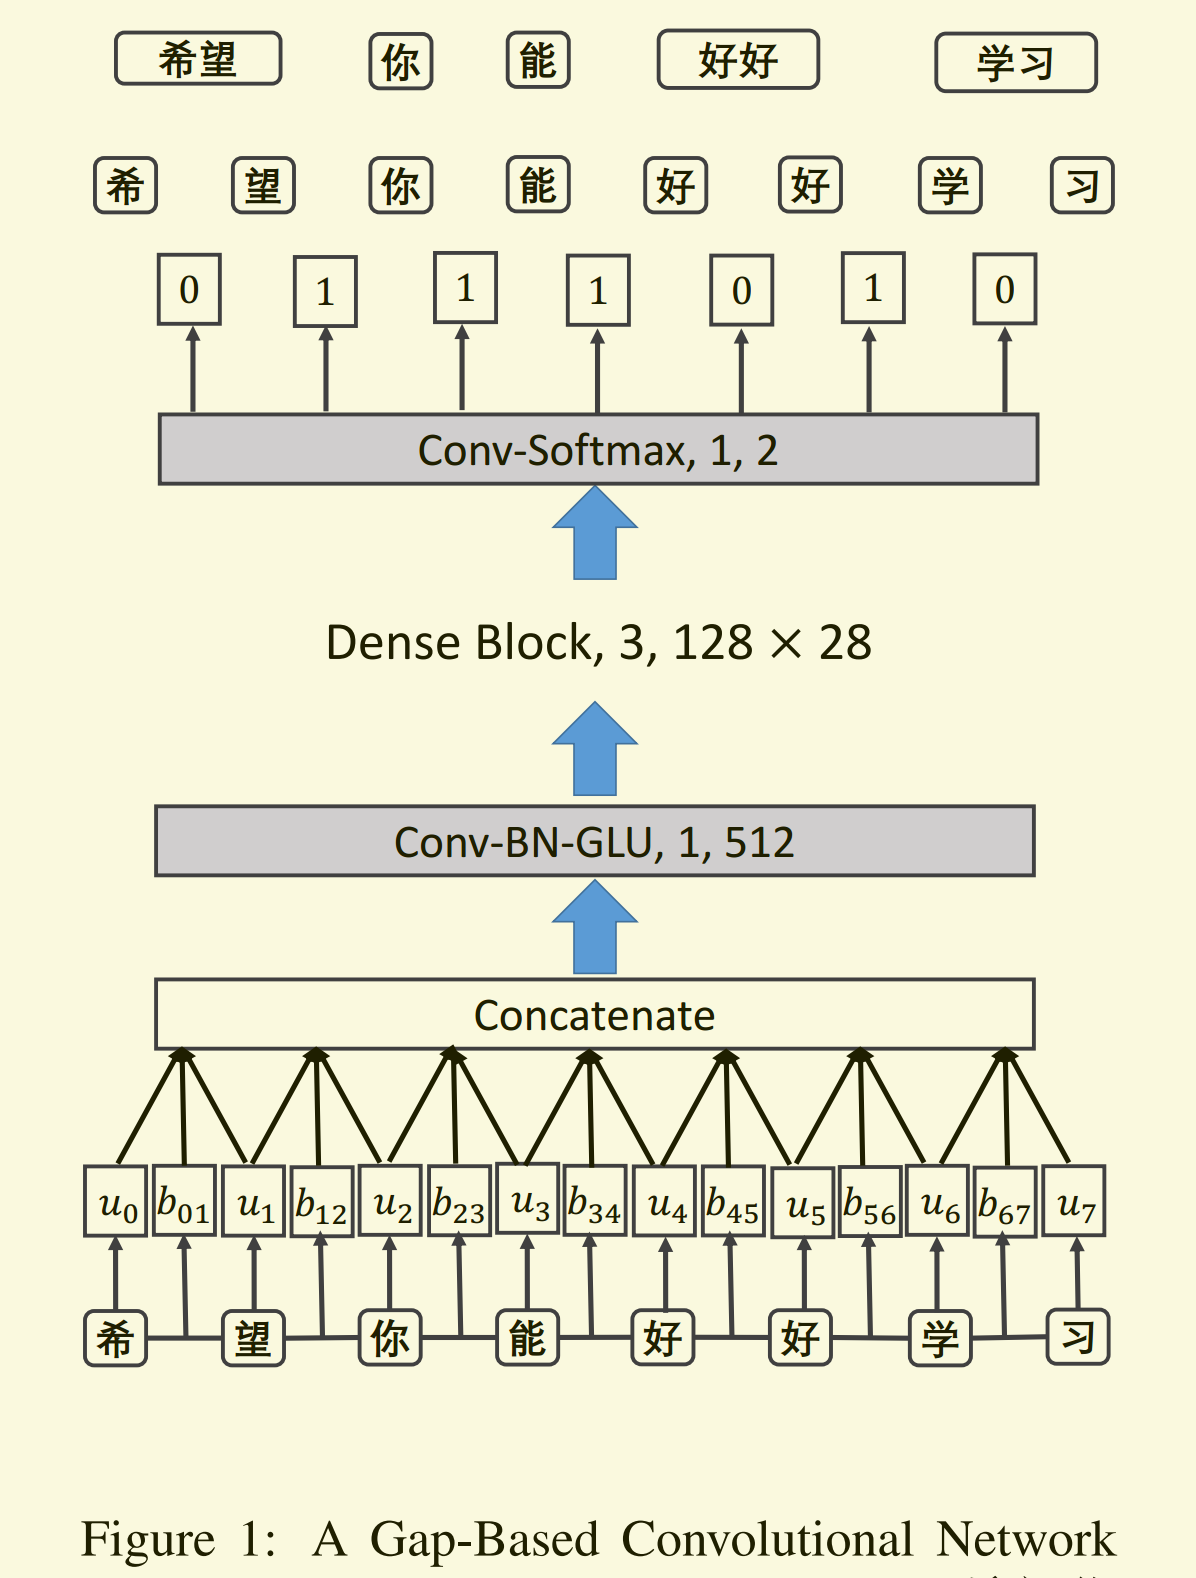 希望 你 能 好好 学习
希 望 你 能 好 好 学 习
0 1 1 1 0 1 0
Conv-Softmax, 1, 2
Dense Block, 3, 128 × 28
Conv-BN-GLU, 1, 512
Concatenate
u₀ b₀₁ u₁ b₁₂ u₂ b₂₃ u₃ b₃₄ u₄ b₄₅ u₅ b₅₆ u₆ b₆₇ u₇
希 望 你 能 好 好 学 习
Figure 1: A Gap-Based Convolutional Network